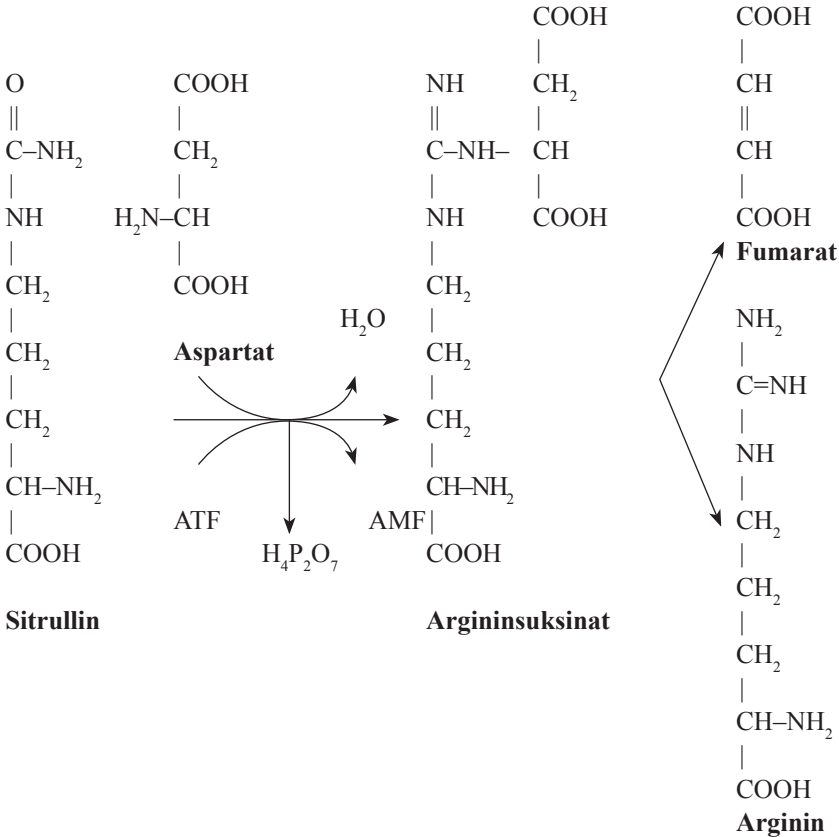 O
||
C–NH₂
|
NH
|
CH₂
|
CH₂
|
CH₂
|
CH–NH₂
|
COOH
Sitrullin
COOH
|
CH₂
|
H₂N–CH
|
COOH
Aspartat
H₂O
ATF
H₄P₂O₇
AMF
NH
||
C–NH–
|
NH
|
CH₂
|
CH₂
|
CH₂
|
CH–NH₂
|
COOH
Argininsuksinat
COOH
|
CH₂
|
CH
|
COOH
COOH
|
CH
||
CH
|
COOH
Fumarat
NH₂
|
C=NH
|
NH
|
CH₂
|
CH₂
|
CH₂
|
CH–NH₂
|
COOH
Arginin